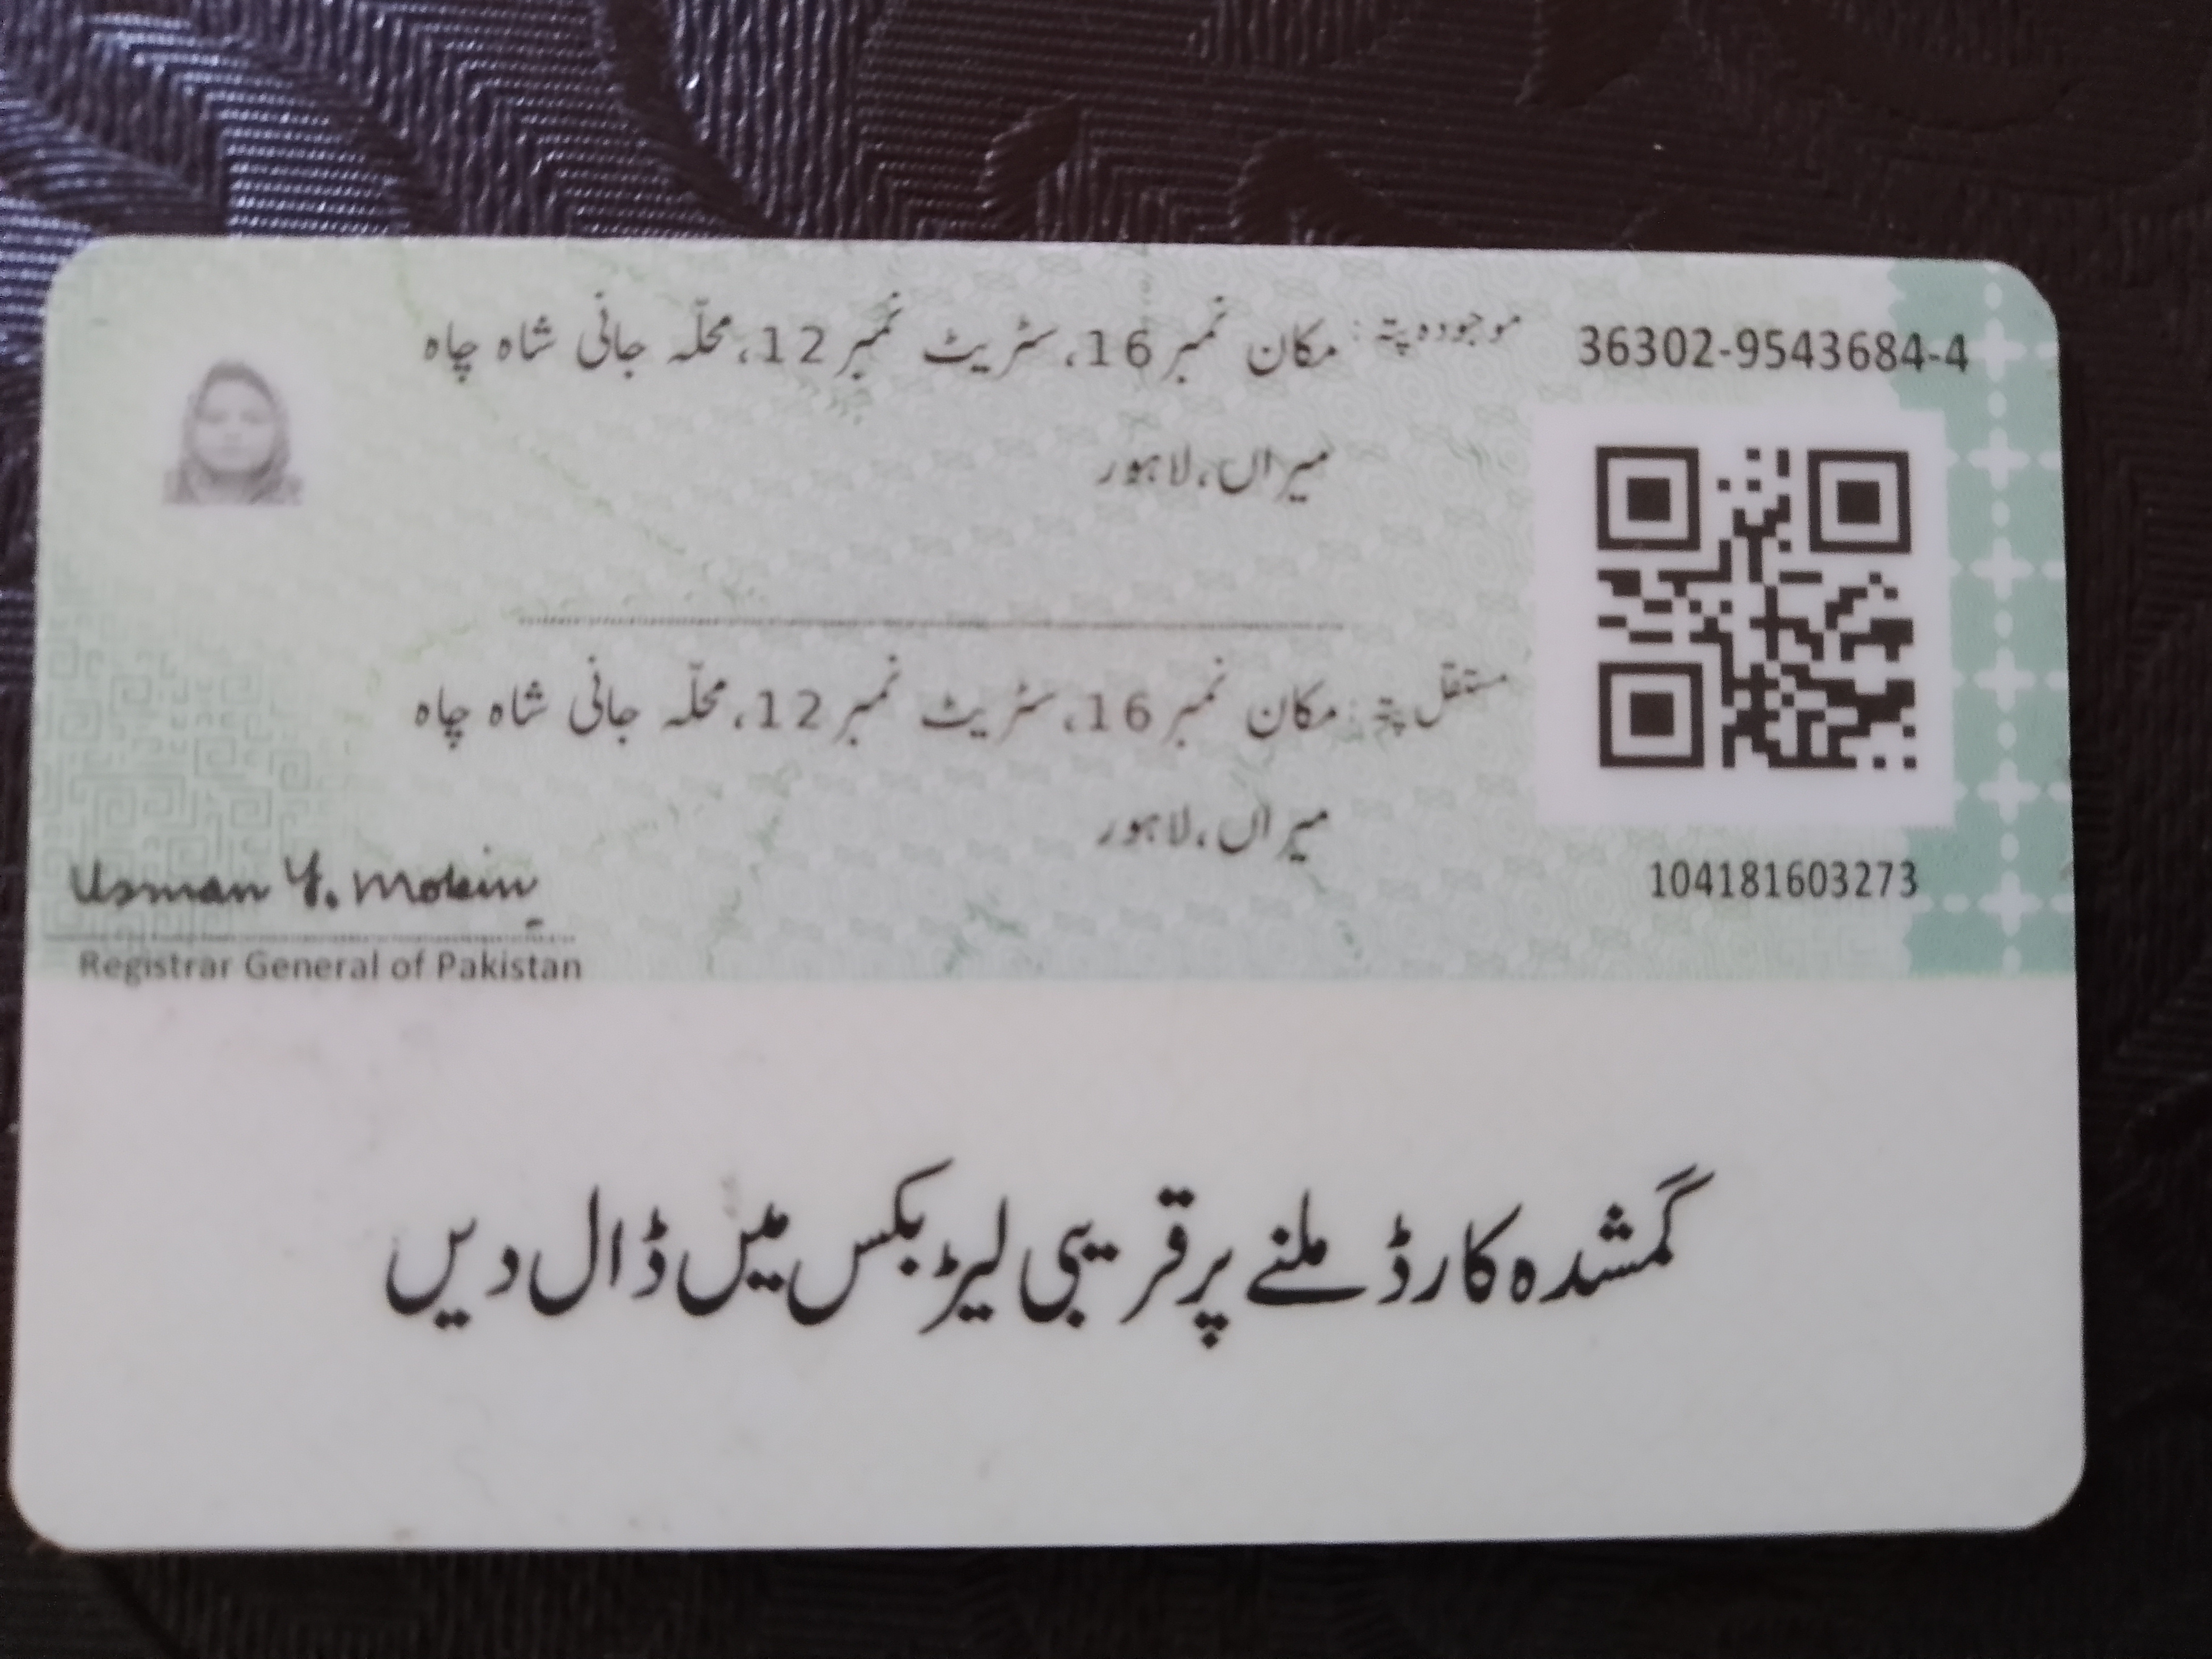 36302-9543684-4
موجودہ پتہ: مکان نمبر 16، سٹریٹ نمبر 12، محلّہ جانی شاہ چاہ
میراں، لاہور
مستقل پتہ: مکان نمبر 16، سٹریٹ نمبر 12، محلّہ جانی شاہ چاہ
میراں، لاہور
104181603273
Usman Y. Mobin
Registrar General of Pakistan
گمشدہ کارڈ ملنے پر قریبی لیٹر بکس میں ڈال دیں